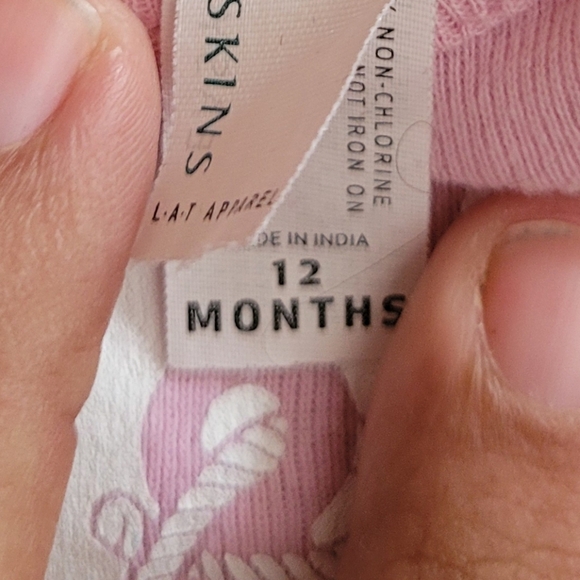 SKINS
L·A·T APPAREL
NON-CHLORINE
NOT IRON ON
DE IN INDIA
12
MONTHS